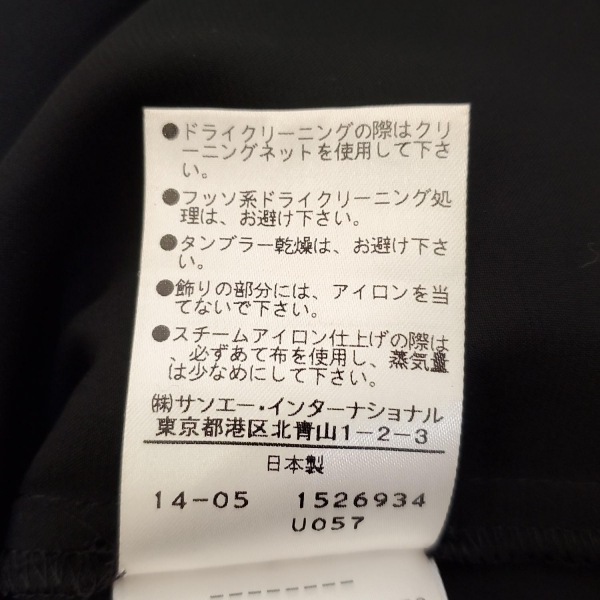 ●ドライクリーニングの際はクリ
ーニングネットを使用して下さ
い。
●フッソ系ドライクリーニング処
理は、お避け下さい。
●タンブラー乾燥は、お避け下さ
い。
●飾りの部分には、アイロンを当
てないで下さい。
●スチームアイロン仕上げの際は
、必ずあて布を使用し、蒸気量
は少なめにして下さい。
㈱サンエー・インターナショナル
東京都港区北青山1-2-3
日本製
14-05 1526934
U057
--------